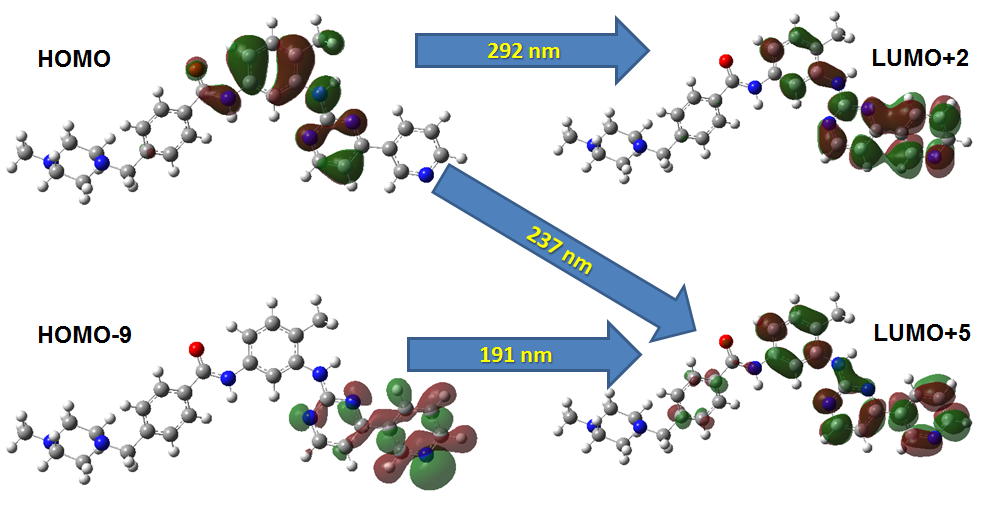 HOMO
292 nm
LUMO+2
237 nm
HOMO-9
191 nm
LUMO+5